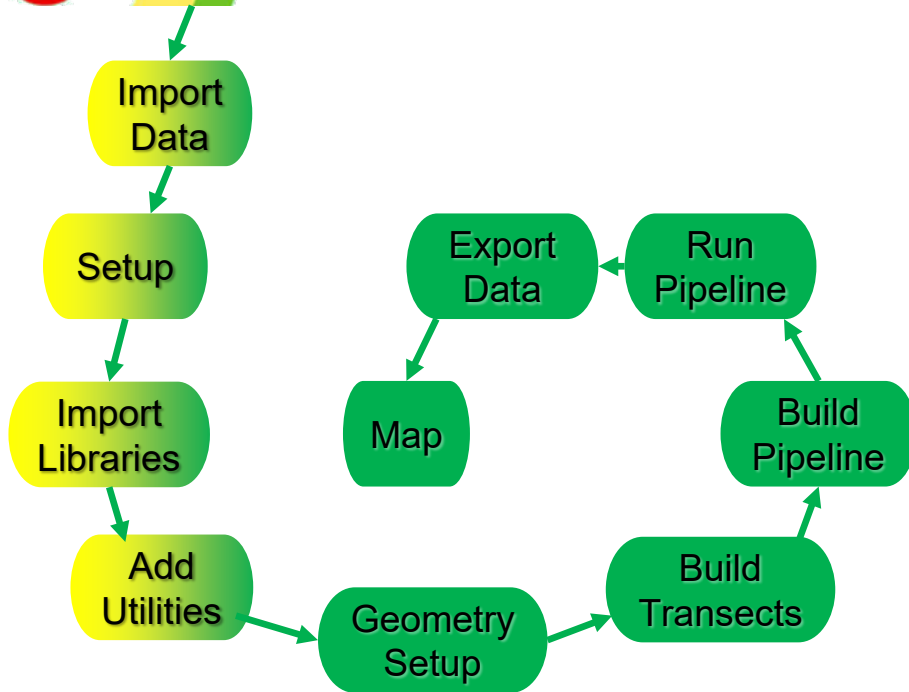 Import
Data
Setup
Import
Libraries
Add
Utilities
Geometry
Setup
Build
Transects
Build
Pipeline
Run
Pipeline
Export
Data
Map